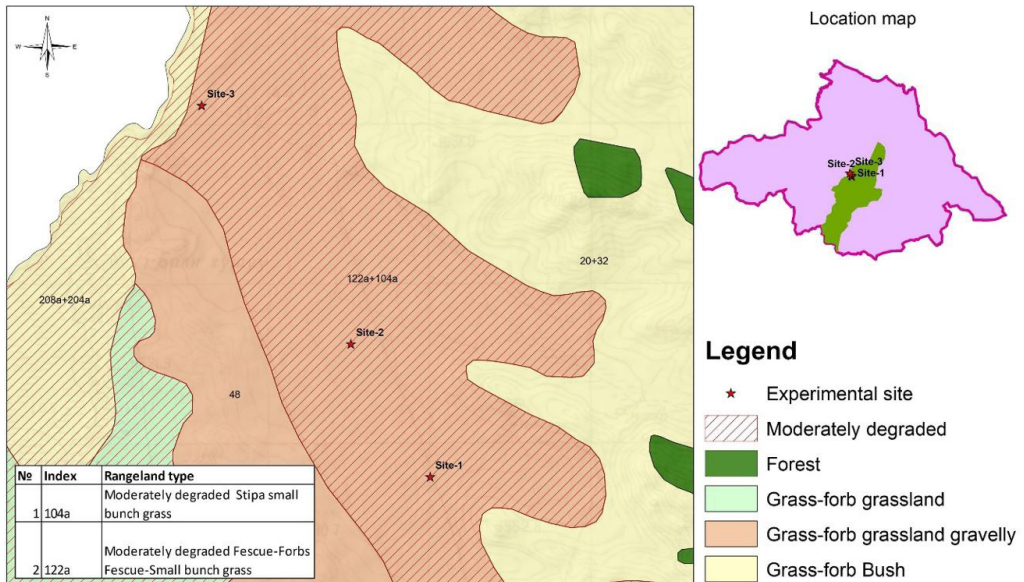 N
W E
S
Site-3
122a+104a
20+32
208a+204a
Site-2
48
Site-1
№ Index Rangeland type
1 104a Moderately degraded Stipa small
bunch grass
2 122a Moderately degraded Fescue-Forbs
Fescue-Small bunch grass
Location map
Site-2 Site-3
Site-1
Legend
Experimental site
Moderately degraded
Forest
Grass-forb grassland
Grass-forb grassland gravelly
Grass-forb Bush